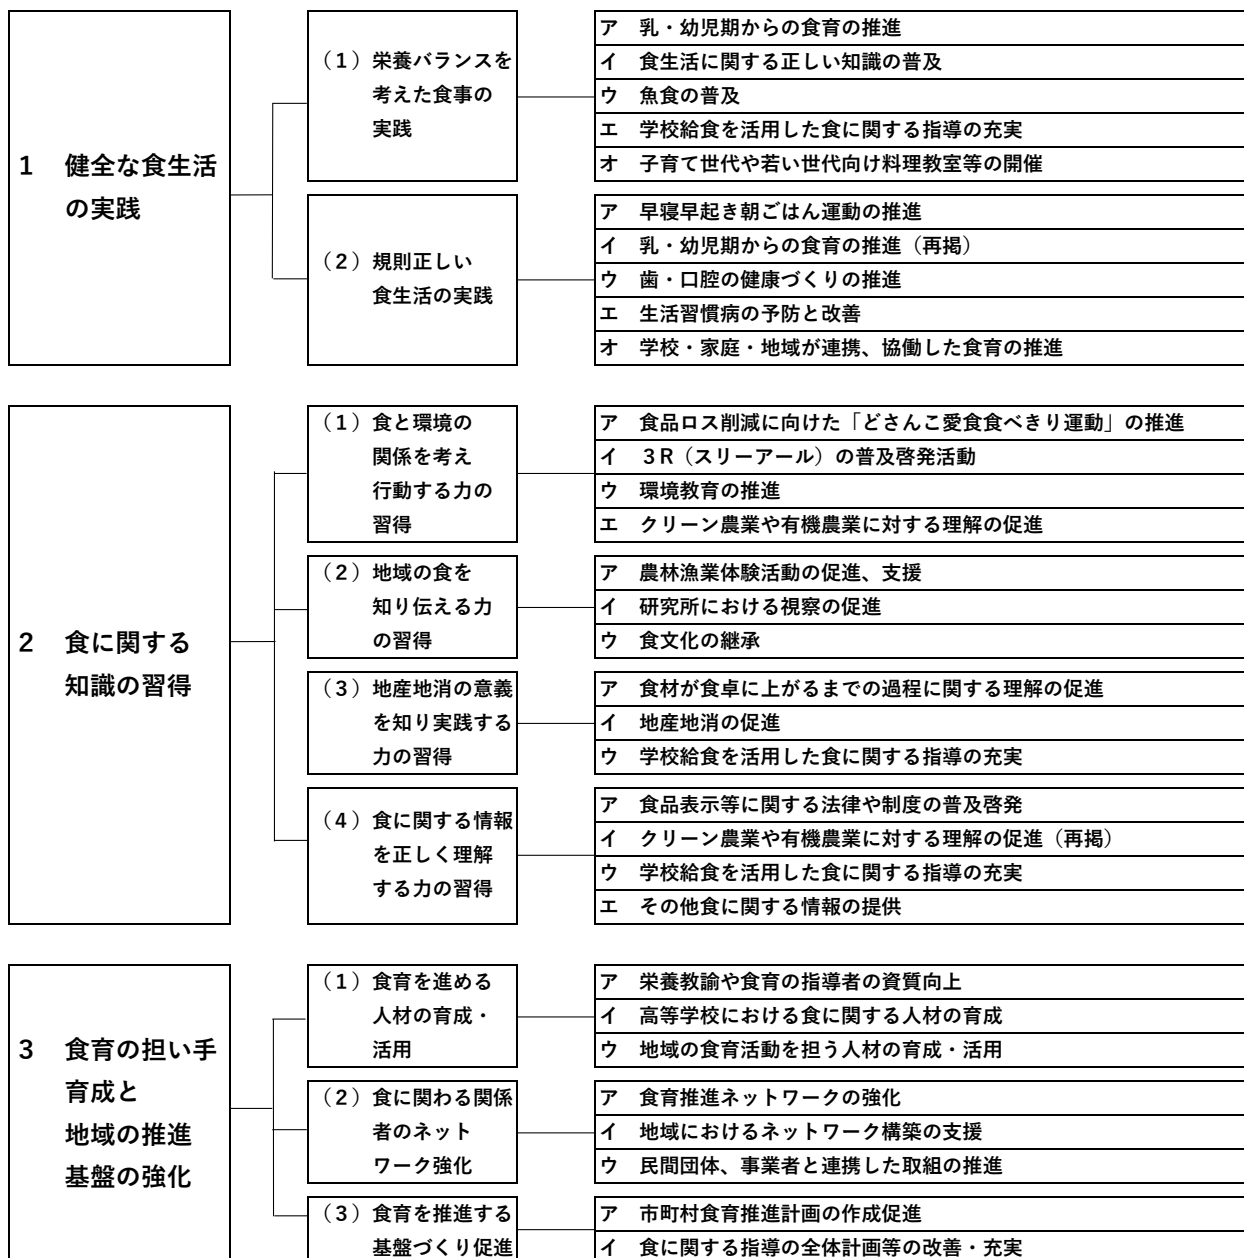 1 健全な食生活
の実践
（1）栄養バランスを
考えた食事の
実践
ア 乳・幼児期からの食育の推進
イ 食生活に関する正しい知識の普及
ウ 魚食の普及
エ 学校給食を活用した食に関する指導の充実
オ 子育て世代や若い世代向け料理教室等の開催
（2）規則正しい
食生活の実践
ア 早寝早起き朝ごはん運動の推進
イ 乳・幼児期からの食育の推進（再掲）
ウ 歯・口腔の健康づくりの推進
エ 生活習慣病の予防と改善
オ 学校・家庭・地域が連携、協働した食育の推進
2 食に関する
知識の習得
（1）食と環境の
関係を考え
行動する力の
習得
ア 食品ロス削減に向けた「どさんこ愛食食べきり運動」の推進
イ 3R（スリーアール）の普及啓発活動
ウ 環境教育の推進
エ クリーン農業や有機農業に対する理解の促進
（2）地域の食を
知り伝える力
の習得
ア 農林漁業体験活動の促進、支援
イ 研究所における視察の促進
ウ 食文化の継承
（3）地産地消の意義
を知り実践する
力の習得
ア 食材が食卓に上がるまでの過程に関する理解の促進
イ 地産地消の促進
ウ 学校給食を活用した食に関する指導の充実
（4）食に関する情報
を正しく理解
する力の習得
ア 食品表示等に関する法律や制度の普及啓発
イ クリーン農業や有機農業に対する理解の促進（再掲）
ウ 学校給食を活用した食に関する指導の充実
エ その他食に関する情報の提供
3 食育の担い手
育成と
地域の推進
基盤の強化
（1）食育を進める
人材の育成・
活用
ア 栄養教諭や食育の指導者の資質向上
イ 高等学校における食に関する人材の育成
ウ 地域の食育活動を担う人材の育成・活用
（2）食に関わる関係
者のネット
ワーク強化
ア 食育推進ネットワークの強化
イ 地域におけるネットワーク構築の支援
ウ 民間団体、事業者と連携した取組の推進
（3）食育を推進する
基盤づくり促進
ア 市町村食育推進計画の作成促進
イ 食に関する指導の全体計画等の改善・充実